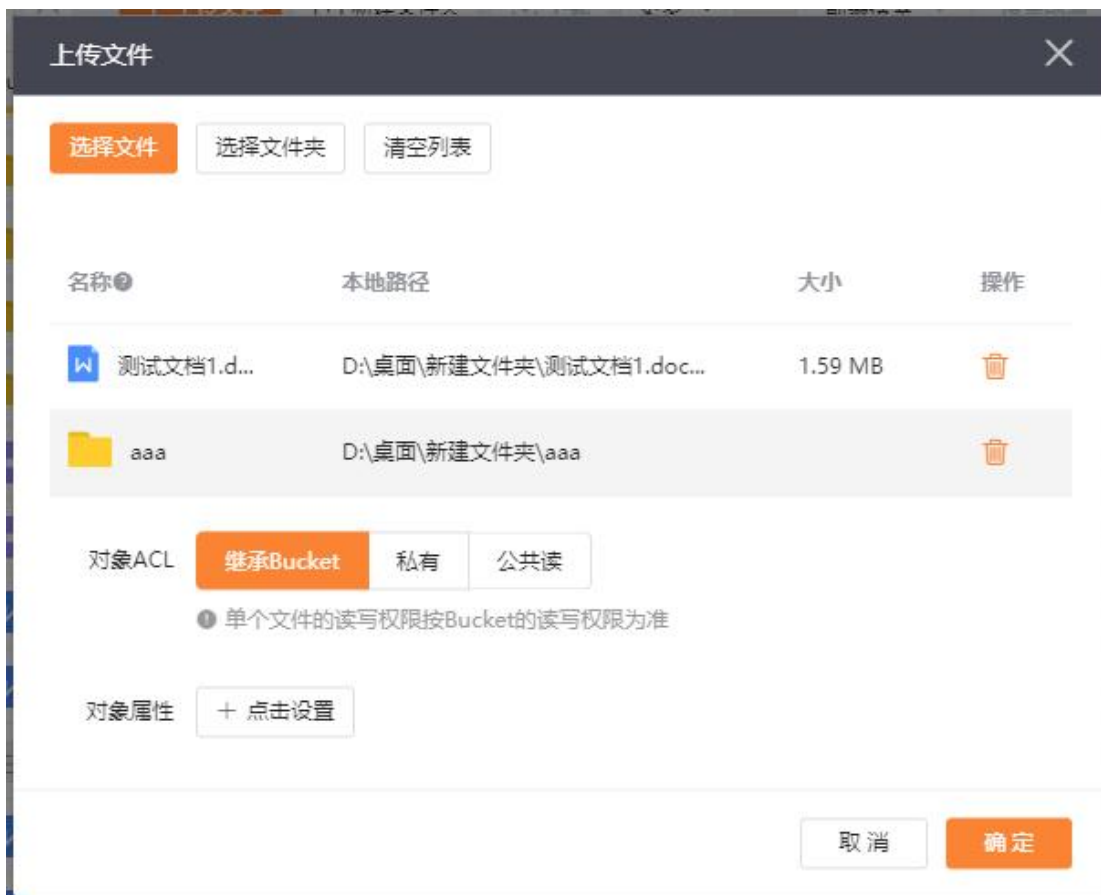 上传文件
选择文件 选择文件夹 清空列表
名称 本地路径 大小 操作
测试文档1.d... D:\桌面\新建文件夹\测试文档1.doc... 1.59 MB
aaa D:\桌面\新建文件夹\aaa
对象ACL 继承Bucket 私有 公共读
单个文件的读写权限按Bucket的读写权限为准
对象属性 + 点击设置
取消 确定